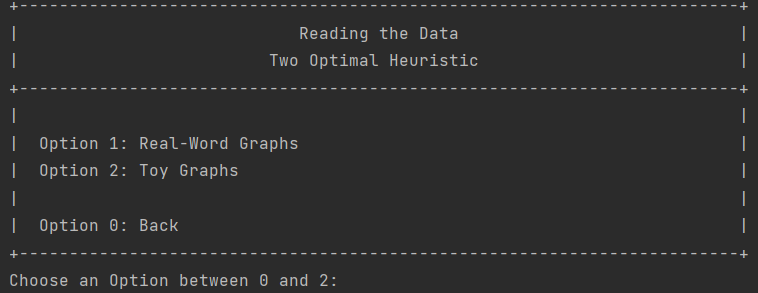 +------------------------------------------------------------------------+
|                            Reading the Data                            |
|                         Two Optimal Heuristic                          |
+------------------------------------------------------------------------+
|                                                                        |
|  Option 1: Real-Word Graphs                                            |
|  Option 2: Toy Graphs                                                  |
|                                                                        |
|  Option 0: Back                                                        |
+------------------------------------------------------------------------+
Choose an Option between 0 and 2: